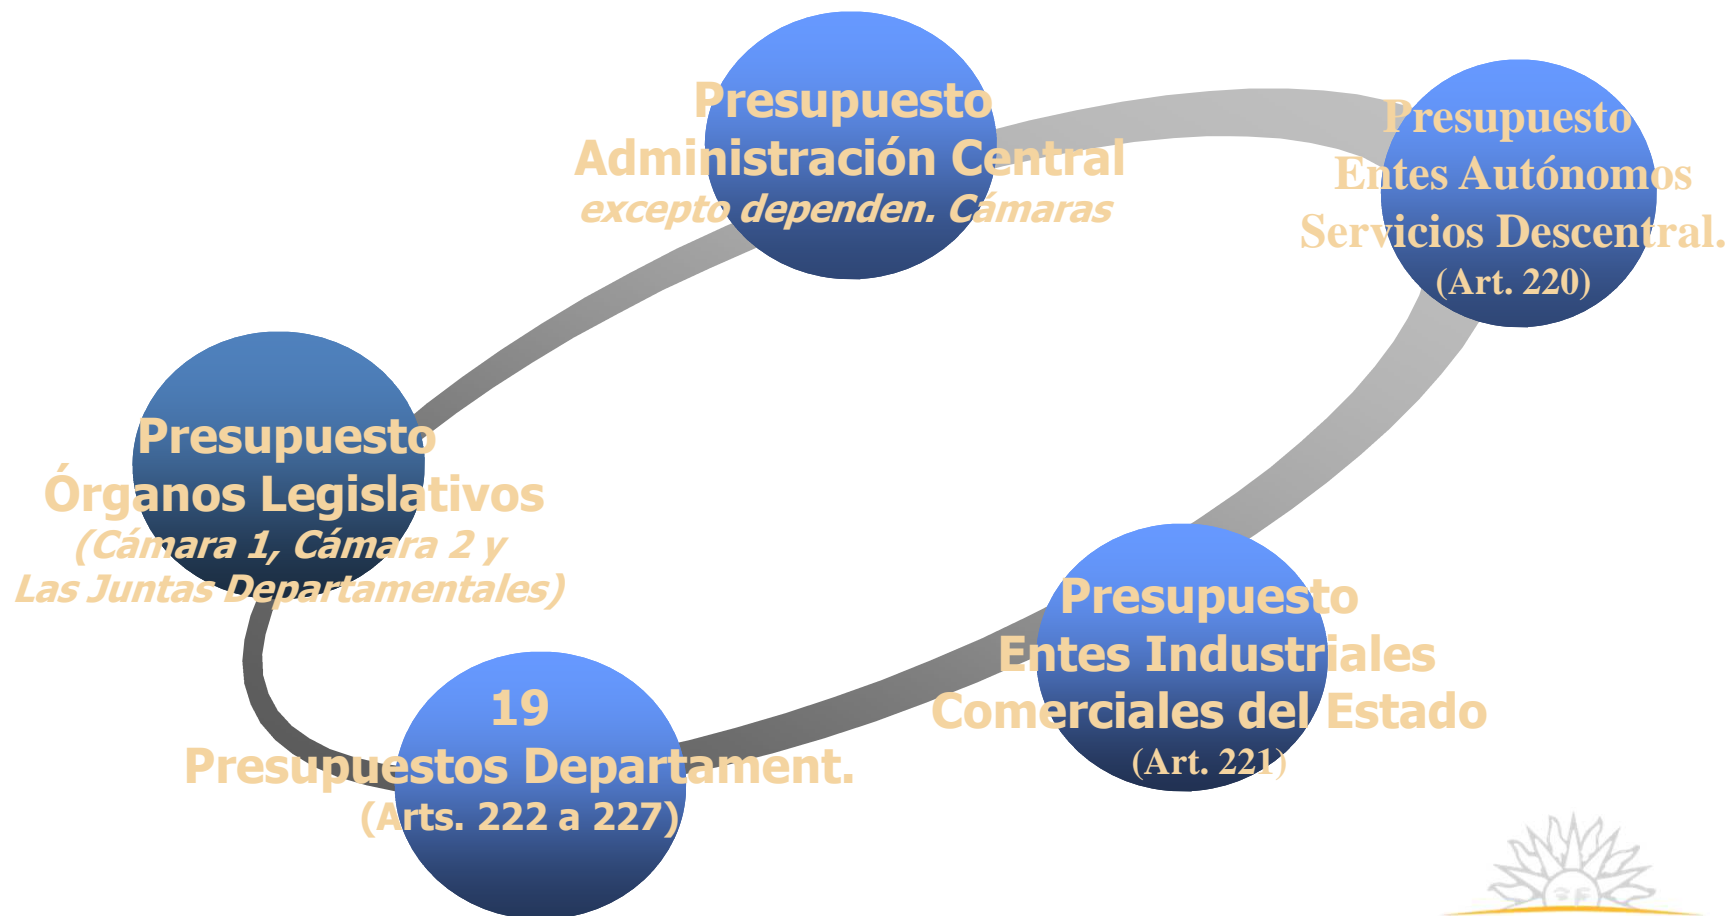 Presupuesto
Administración Central
excepto dependen. Cámaras
Presupuesto
Entes Autónomos
Servicios Descentral.
(Art. 220)
Presupuesto
Órganos Legislativos
(Cámara 1, Cámara 2 y
Las Juntas Departamentales)
Presupuesto
Entes Industriales
Comerciales del Estado
(Art. 221)
19
Presupuestos Departament.
(Arts. 222 a 227)